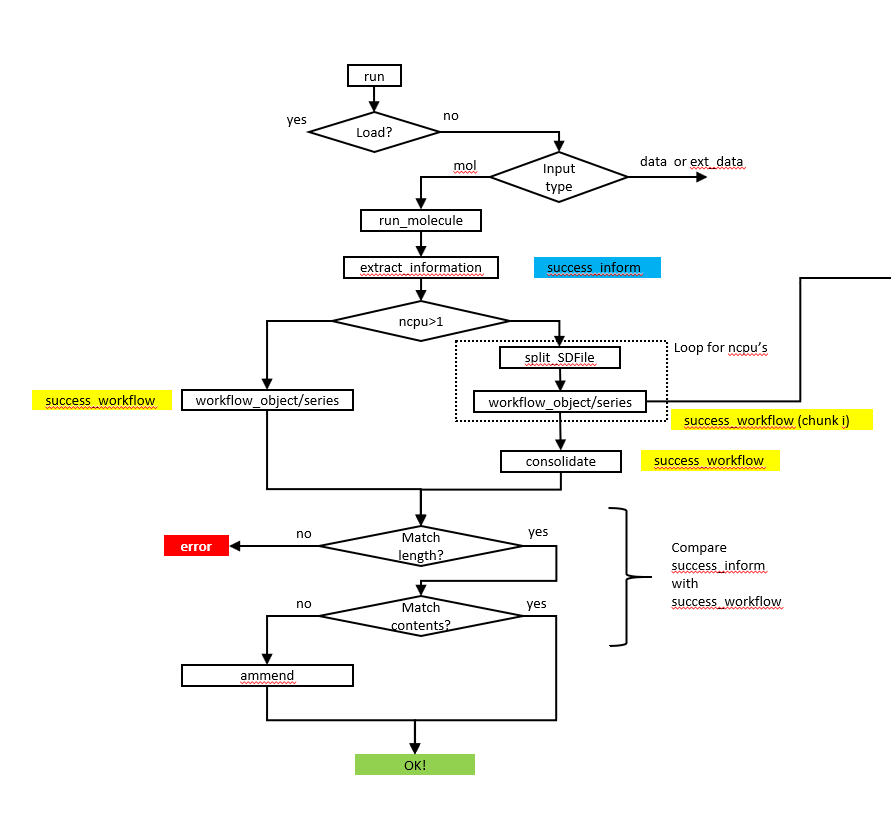 run
yes
no
Load?
mol
Input
type
data  or ext_data
run_molecule
extract_information
success_inform
ncpu>1
split_SDFile
Loop for ncpu's
success_workflow
workflow_object/series
workflow_object/series
success_workflow (chunk i)
consolidate
success_workflow
no
Match
length?
yes
error
Compare
success_inform
with
success_workflow
no
Match
contents?
yes
ammend
OK!